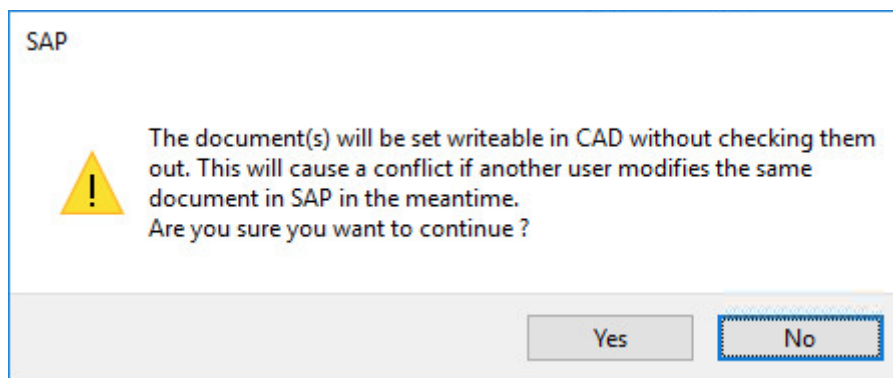 SAP
The document(s) will be set writeable in CAD without checking them
out. This will cause a conflict if another user modifies the same
document in SAP in the meantime.
Are you sure you want to continue ?
Yes
No